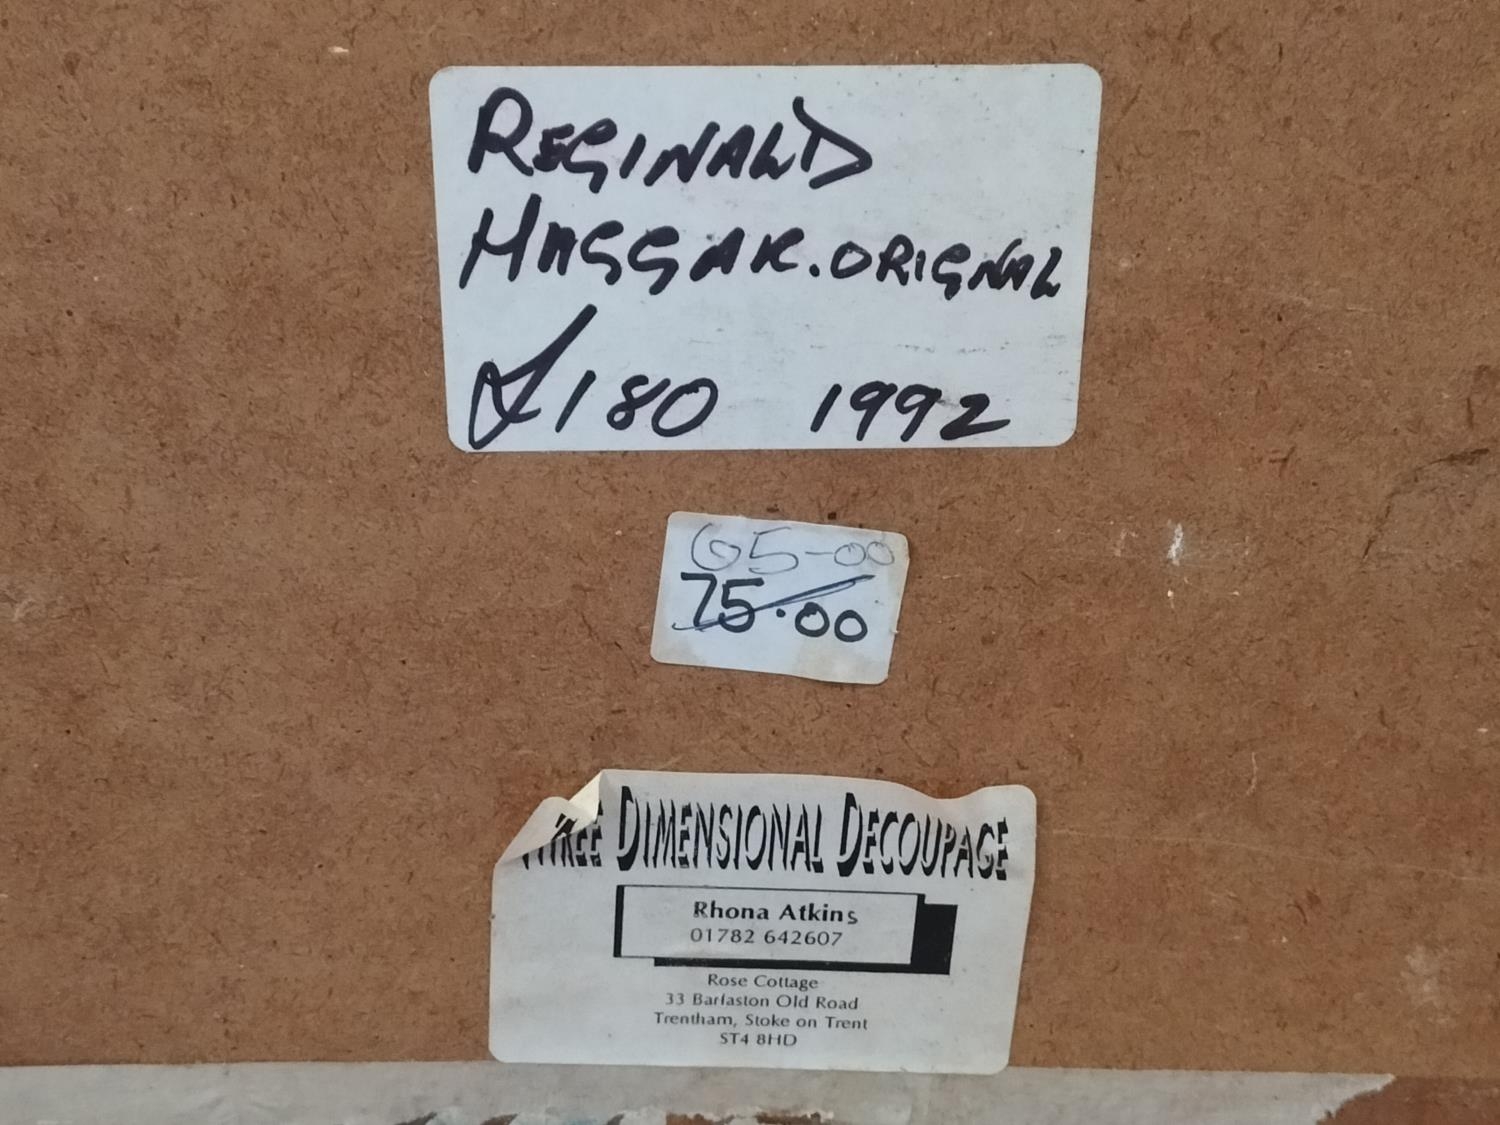 REGINALD
HAGGAR. ORIGNAL
£180 1992
65-00
75.00
THREE DIMENSIONAL DECOUPAGE
Rhona Atkins
01782 642607
Rose Cottage
33 Barlaston Old Road
Trentham, Stoke on Trent
ST4 8HD